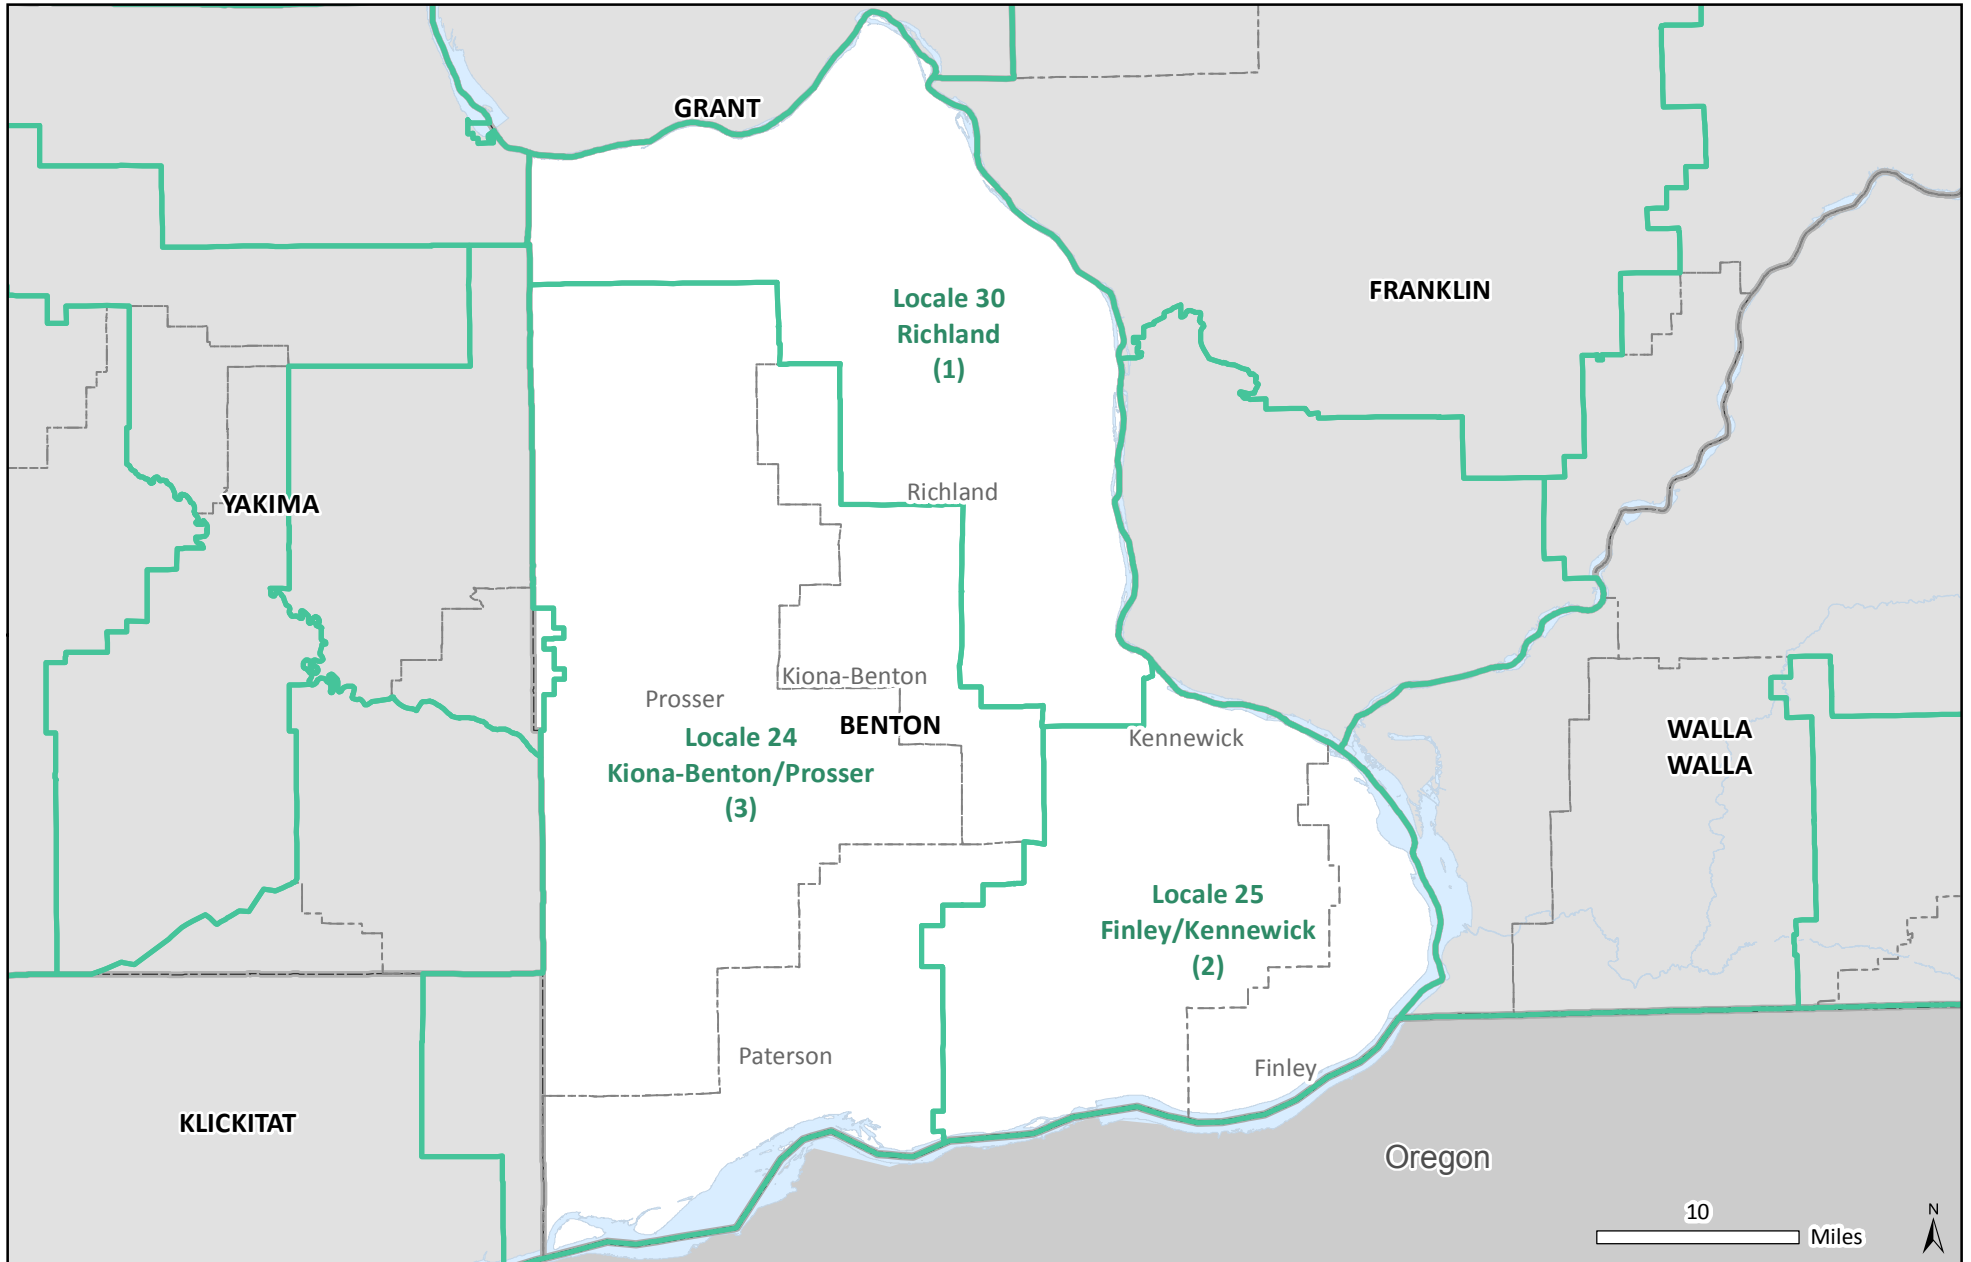 GRANT
Locale 30
Richland
(1)
FRANKLIN
Richland
YAKIMA
Kiona-Benton
Prosser
BENTON
Locale 24
Kiona-Benton/Prosser
(3)
Kennewick
WALLA
WALLA
Locale 25
Finley/Kennewick
(2)
Paterson
Finley
KLICKITAT
Oregon
10
Miles
N